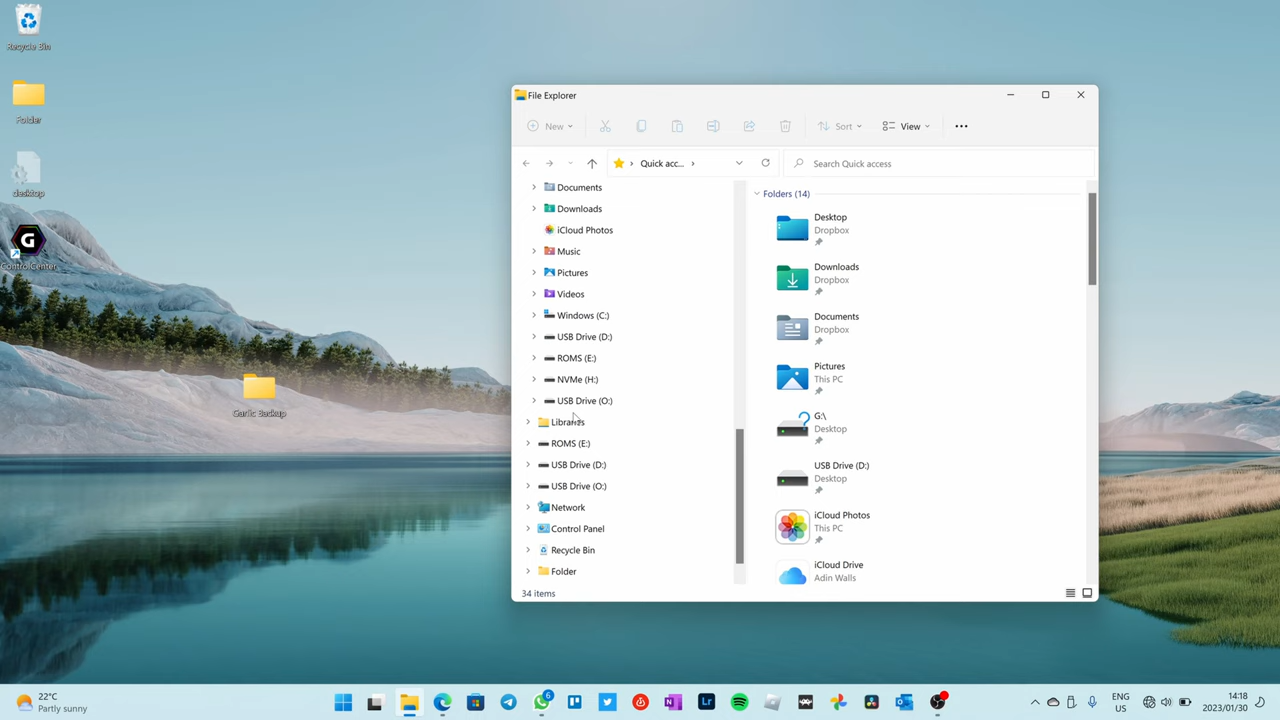 Recycle Bin
Folder
desktop
ControlCenter
Garlic Backup
File Explorer
New
Sort
View
Quick acc...
Search Quick access
Documents
Downloads
iCloud Photos
Music
Pictures
Videos
Windows (C:)
USB Drive (D:)
ROMS (E:)
NVMe (H:)
USB Drive (O:)
Libraries
ROMS (E:)
USB Drive (D:)
USB Drive (O:)
Network
Control Panel
Recycle Bin
Folder
Folders (14)
Desktop
Dropbox
Downloads
Dropbox
Documents
Dropbox
Pictures
This PC
G:\
Desktop
USB Drive (D:)
Desktop
iCloud Photos
This PC
iCloud Drive
Adin Walls
34 items
22°C
Partly sunny
6
Lr
ENG
US
14:18
2023/01/30